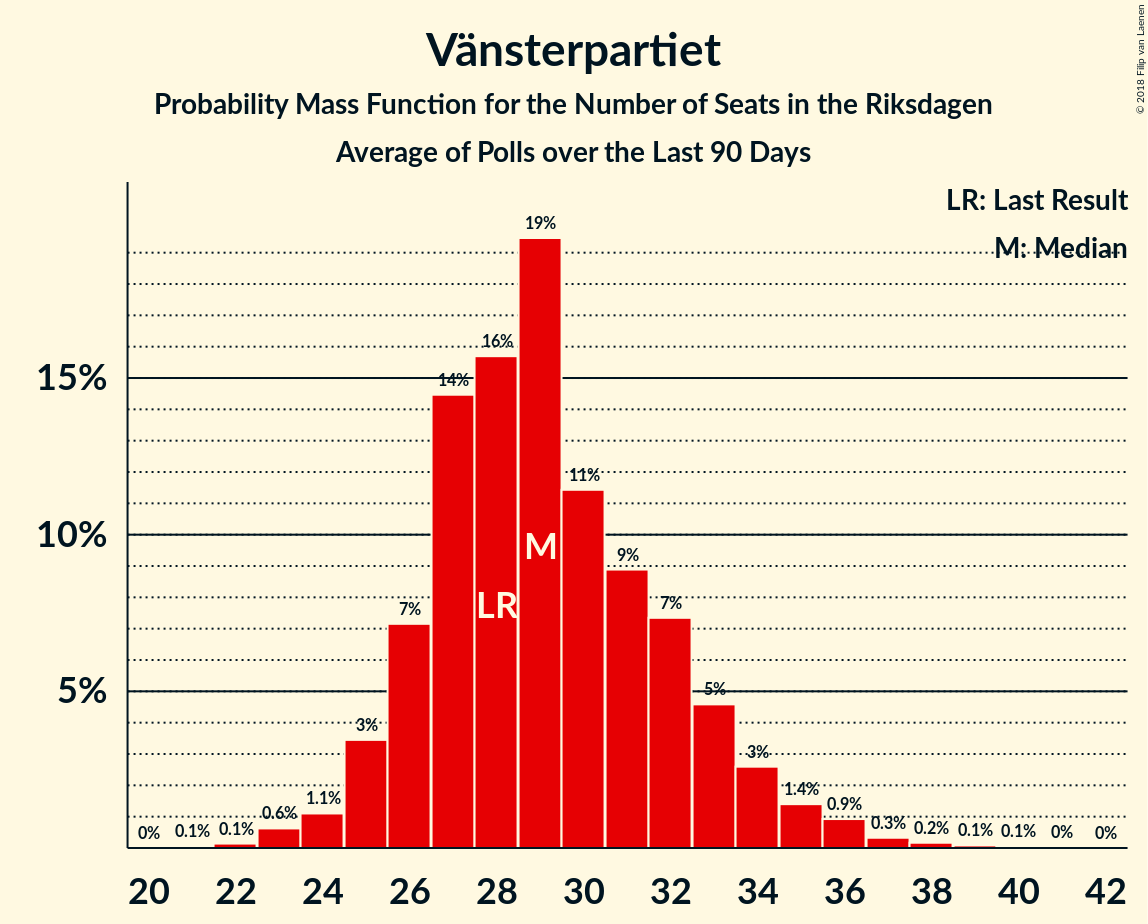 Vänsterpartiet
Probability Mass Function for the Number of Seats in the Riksdagen
Average of Polls over the Last 90 Days
© 2018 Filip van Laenen
LR: Last Result
M: Median
15%
10%
5%
0%
0.1%
0.1%
0.6%
1.1%
3%
7%
14%
16%
19%
11%
9%
7%
5%
3%
1.4%
0.9%
0.3%
0.2%
0.1%
0.1%
0%
0%
LR
M
20 22 24 26 28 30 32 34 36 38 40 42